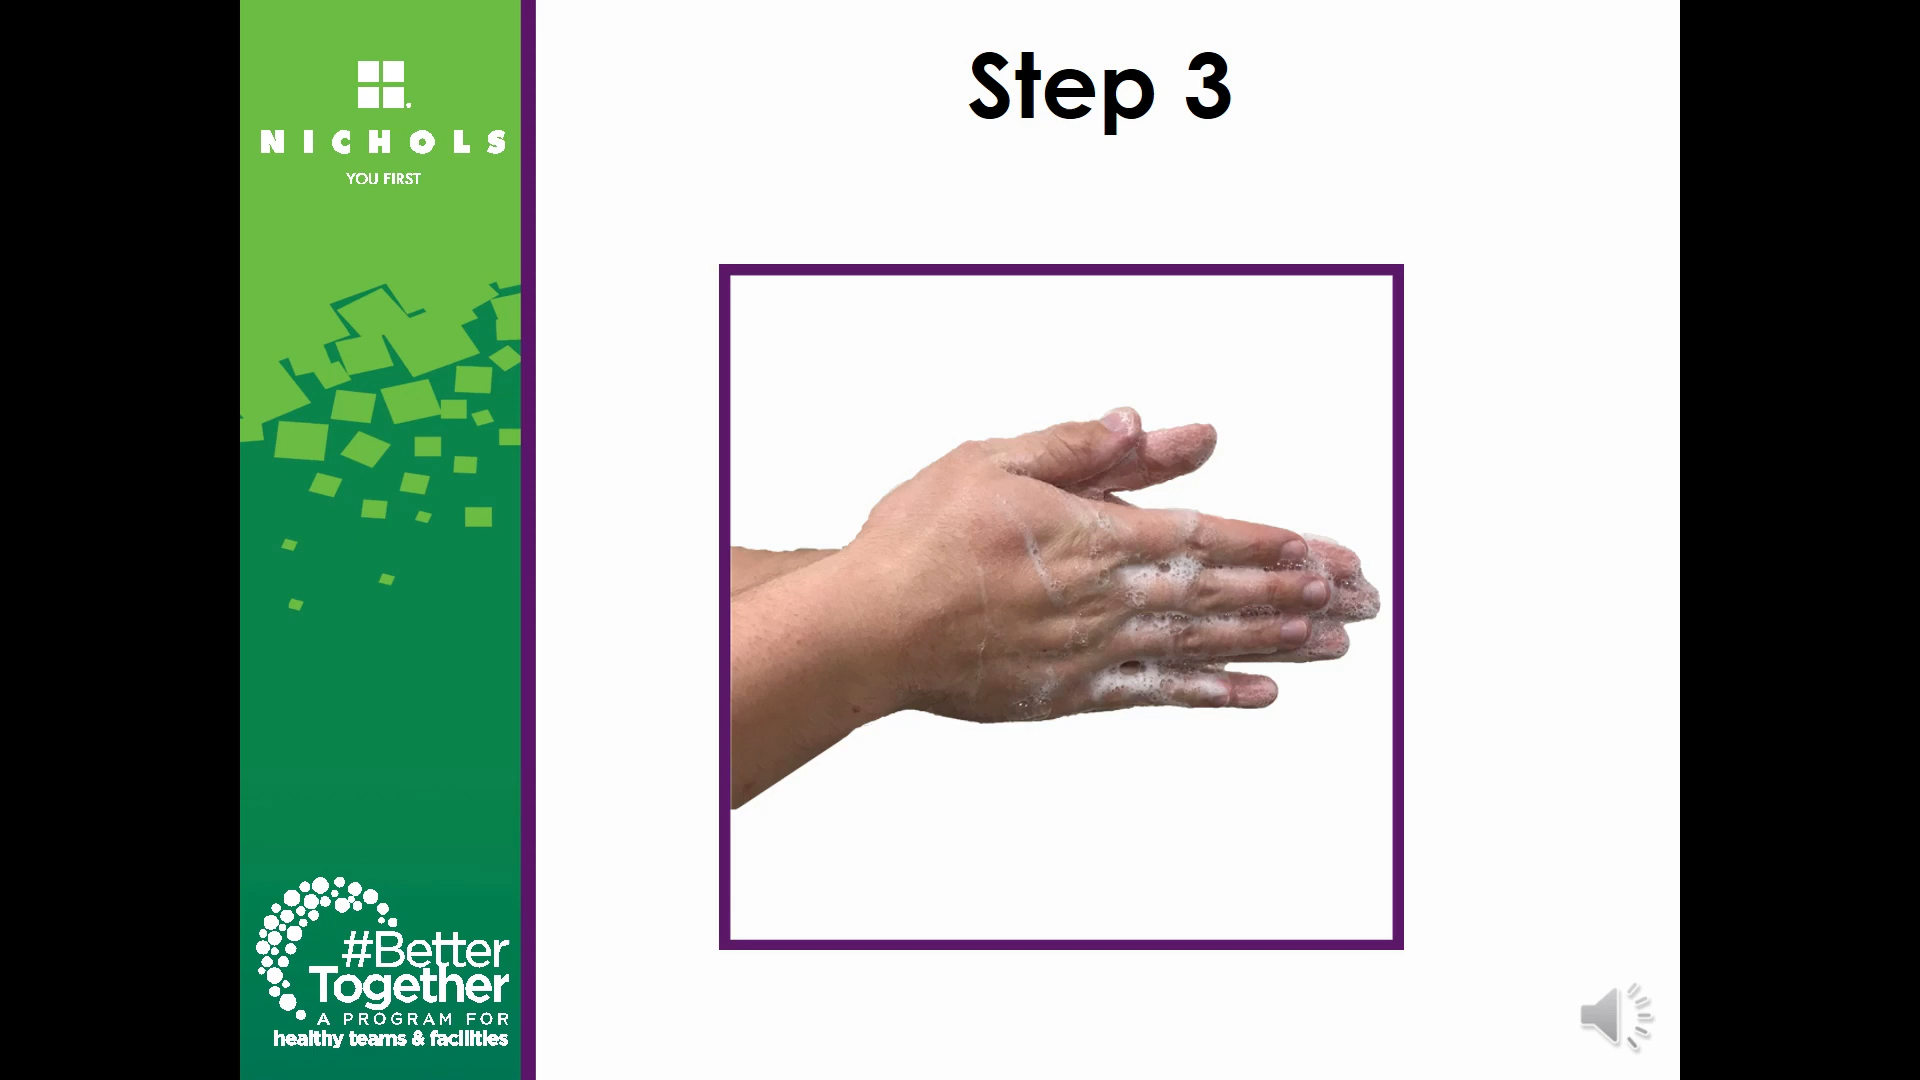 NICHOLS
YOU FIRST
Step 3
#Better
Together
A PROGRAM FOR
healthy teams & facilities